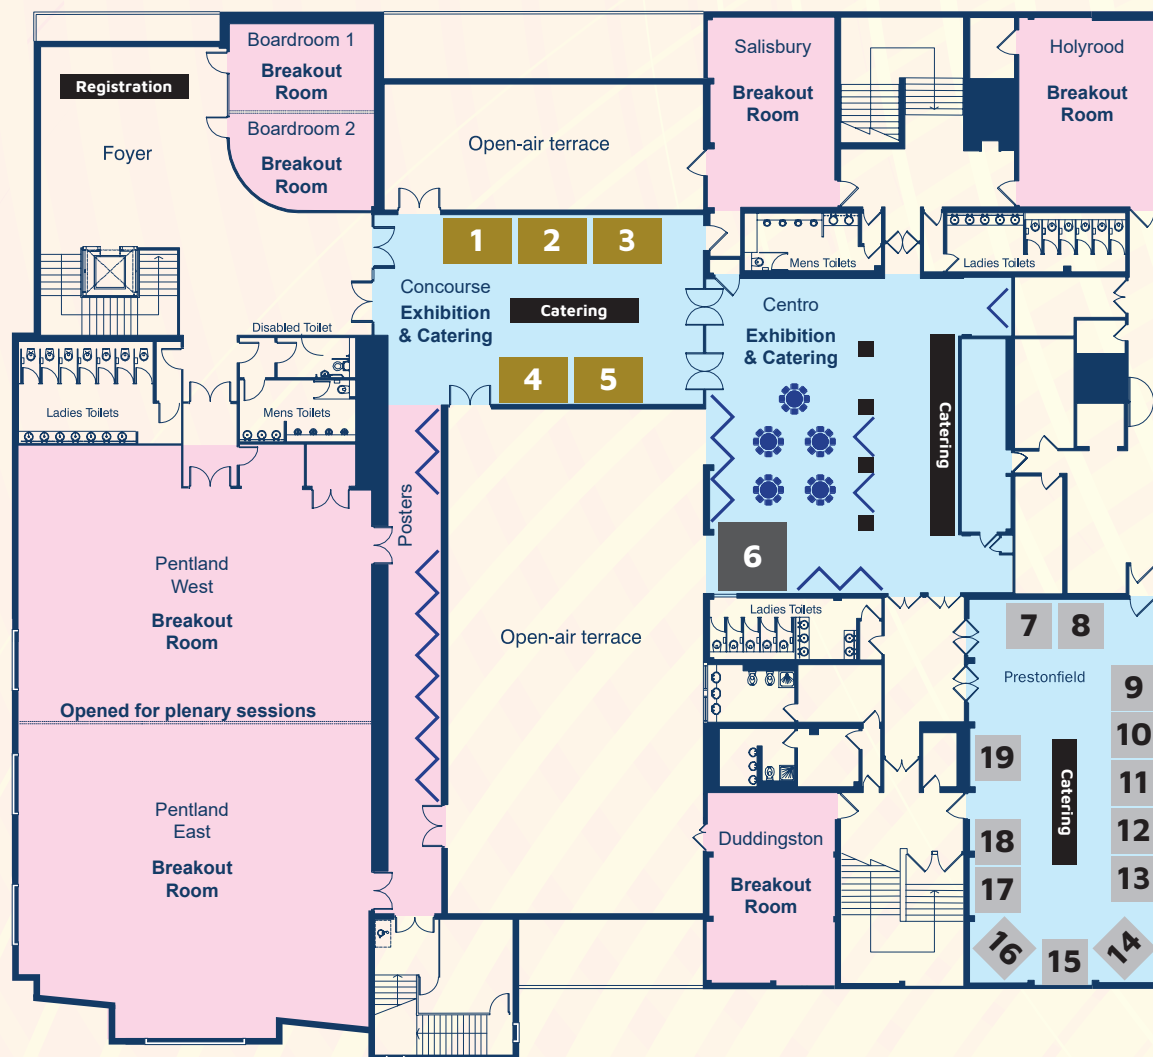 Boardroom 1
Breakout
Room
Registration
Boardroom 2
Breakout
Room
Foyer
Open-air terrace
Salisbury
Breakout
Room
Holyrood
Breakout
Room
1
2
3
Mens Toilets
Ladies Toilets
Concourse
Exhibition
& Catering
Catering
Centro
Exhibition
& Catering
Disabled Toilet
4
5
Ladies Toilets
Mens Toilets
Catering
Posters
6
Pentland
West
Breakout
Room
Open-air terrace
Ladies Toilets
7
8
Prestonfield
9
Opened for plenary sessions
10
19
11
Catering
Pentland
East
Breakout
Room
Duddingston
Breakout
Room
12
18
13
17
16
15
14